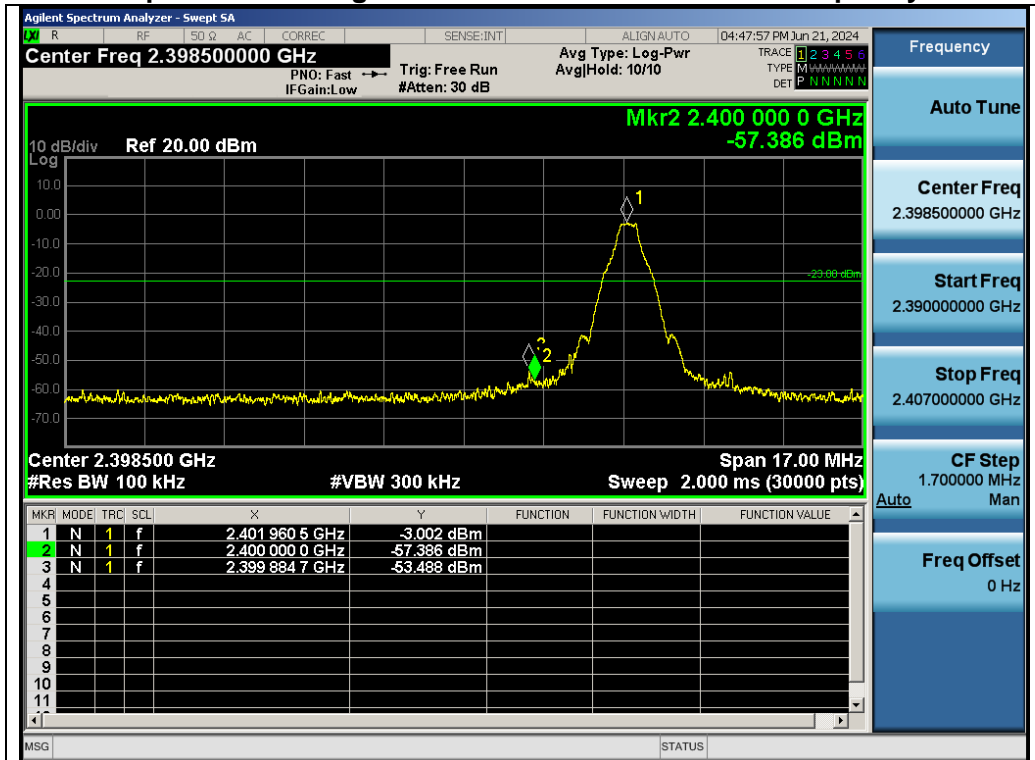 Agilent Spectrum Analyzer - Swept SA
LXI R RF 50 Ω AC CORREC SENSE:INT ALIGN AUTO 04:47:57 PM Jun 21, 2024
Center Freq 2.398500000 GHz
PNO: Fast
IFGain:Low
Trig: Free Run
#Atten: 30 dB
Avg Type: Log-Pwr
Avg|Hold: 10/10
TRACE 1 2 3 4 5 6
TYPE M WWWWW
DET P N N N N N
Mkr2 2.400 000 0 GHz
-57.386 dBm
10 dB/div Ref 20.00 dBm
Log
10.0
0.00
-10.0
-20.0
-30.0
-40.0
-50.0
-60.0
-70.0
1
-23.00 dBm
3
2
Center 2.398500 GHz Span 17.00 MHz
#Res BW 100 kHz #VBW 300 kHz Sweep 2.000 ms (30000 pts)
MKR MODE TRC SCL X Y FUNCTION FUNCTION WIDTH FUNCTION VALUE
1 N 1 f 2.401 960 5 GHz -3.002 dBm
2 N 1 f 2.400 000 0 GHz -57.386 dBm
3 N 1 f 2.399 884 7 GHz -53.488 dBm
4
5
6
7
8
9
10
11
MSG STATUS
Frequency
Auto Tune
Center Freq
2.398500000 GHz
Start Freq
2.390000000 GHz
Stop Freq
2.407000000 GHz
CF Step
1.700000 MHz
Auto Man
Freq Offset
0 Hz